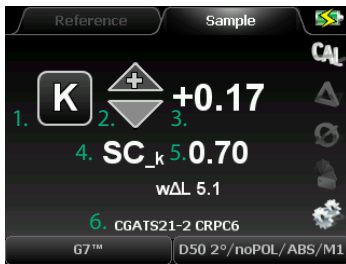 Reference Sample
CAL
1. K 2. + 3. +0.17
4. SC_k 5. 0.70
w∆L 5.1
6. CGATS21-2 CRPC6
G7™ D50 2°/noPOL/ABS/M1